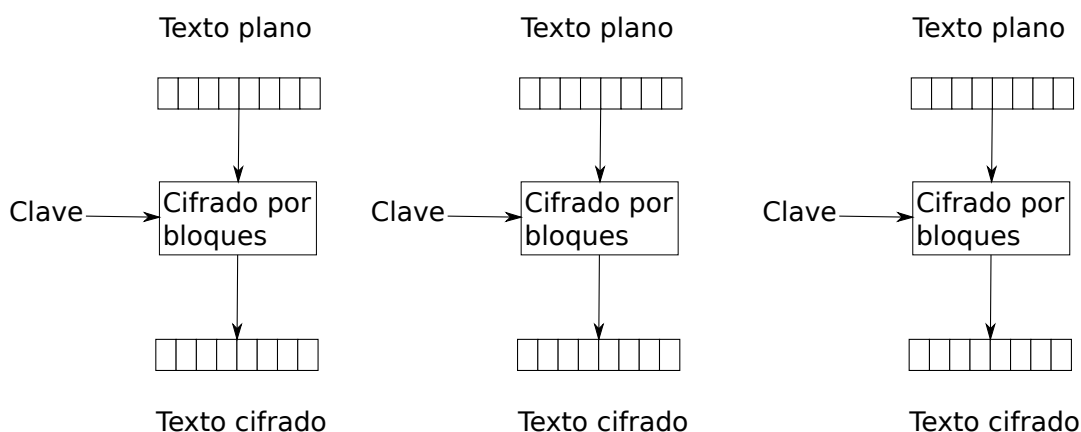 Texto plano
Texto plano
Texto plano
Clave
Cifrado por
bloques
Clave
Cifrado por
bloques
Clave
Cifrado por
bloques
Texto cifrado
Texto cifrado
Texto cifrado